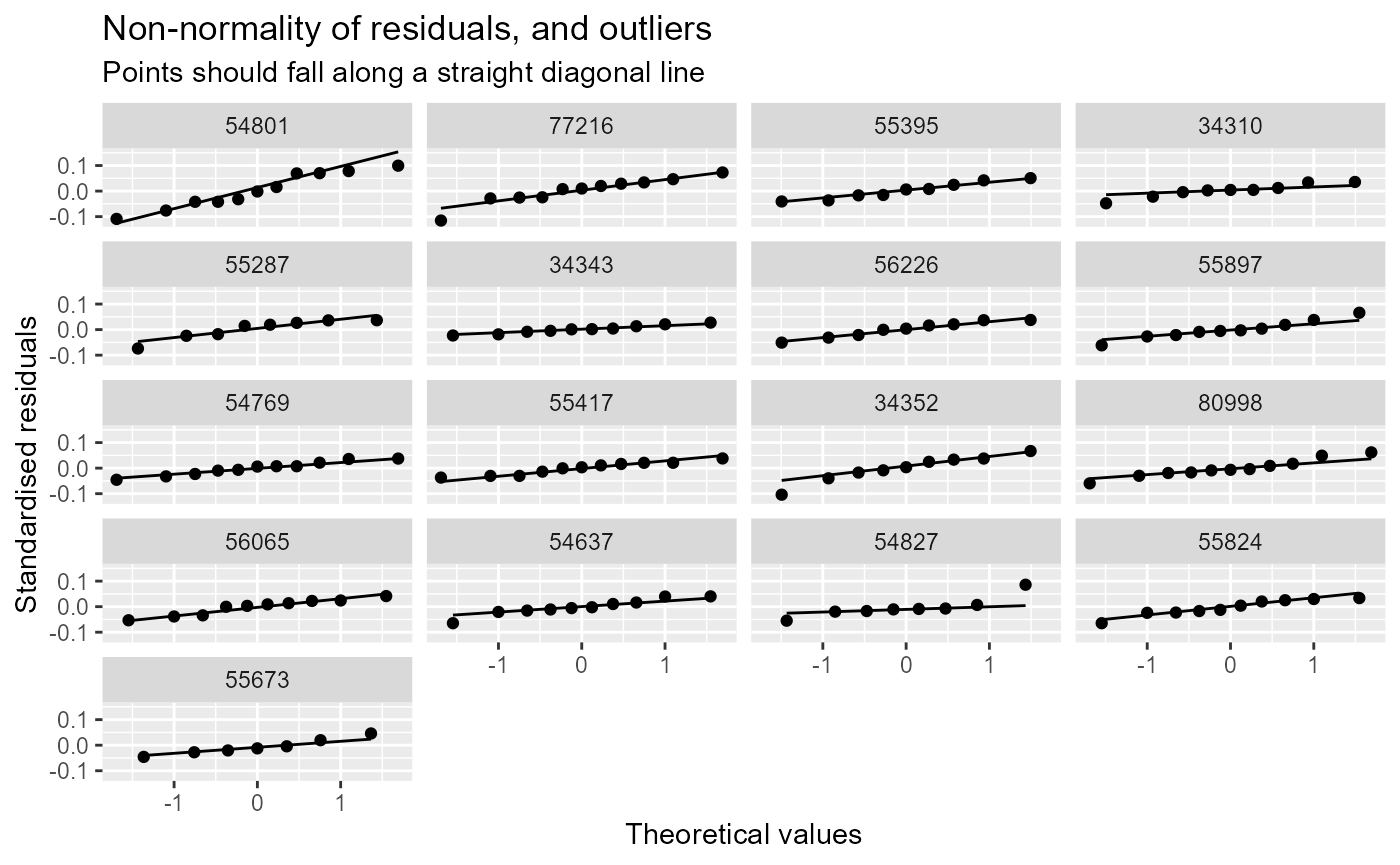 Non-normality of residuals, and outliers
Points should fall along a straight diagonal line
54801 77216 55395 34310
0.1
0.0
-0.1
55287 34343 56226 55897
0.1
0.0
-0.1
54769 55417 34352 80998
0.1
0.0
-0.1
56065 54637 54827 55824
0.1
0.0
-0.1
-1 0 1 -1 0 1 -1 0 1
55673
0.1
0.0
-0.1
-1 0 1
Standardised residuals
Theoretical values